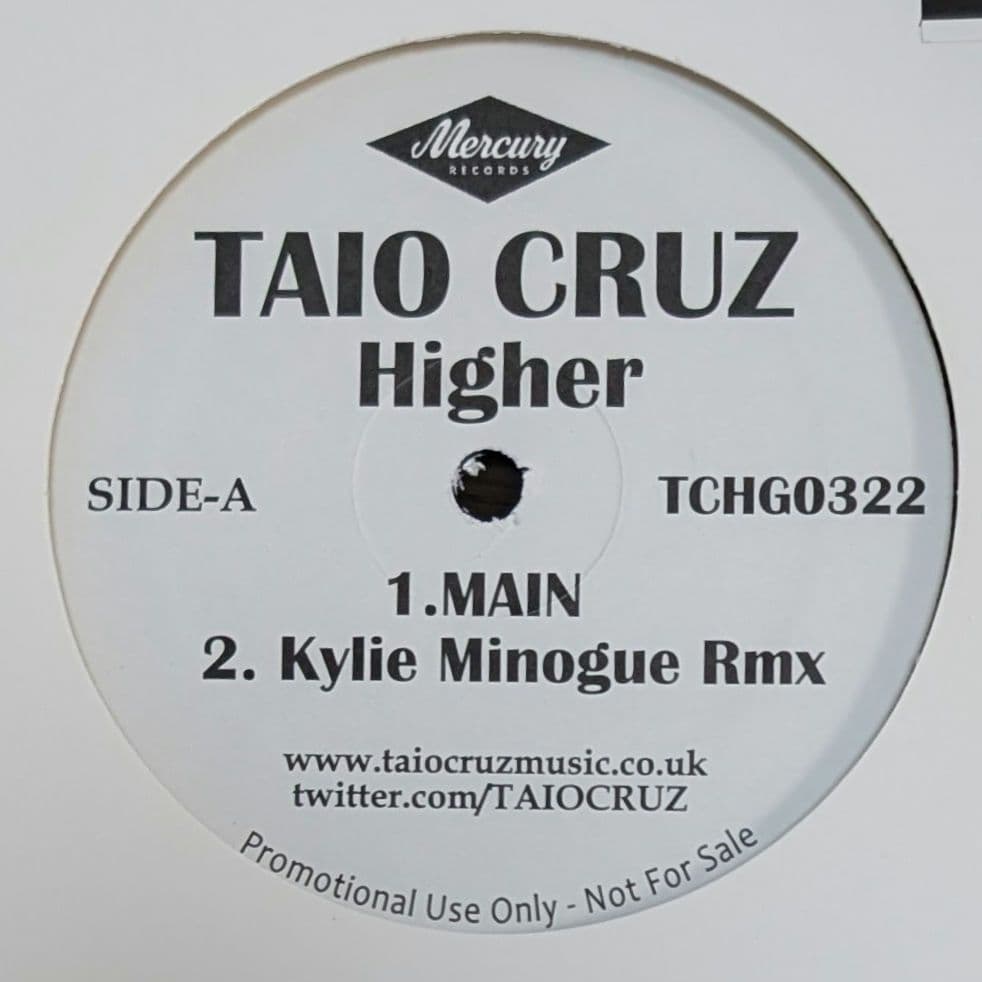 Mercury
RECORDS
TAIO CRUZ
Higher
SIDE-A
TCHG0322
1.MAIN
2. Kylie Minogue Rmx
www.taiocruzmusic.co.uk
twitter.com/TAIOCRUZ
Promotional Use Only - Not For Sale